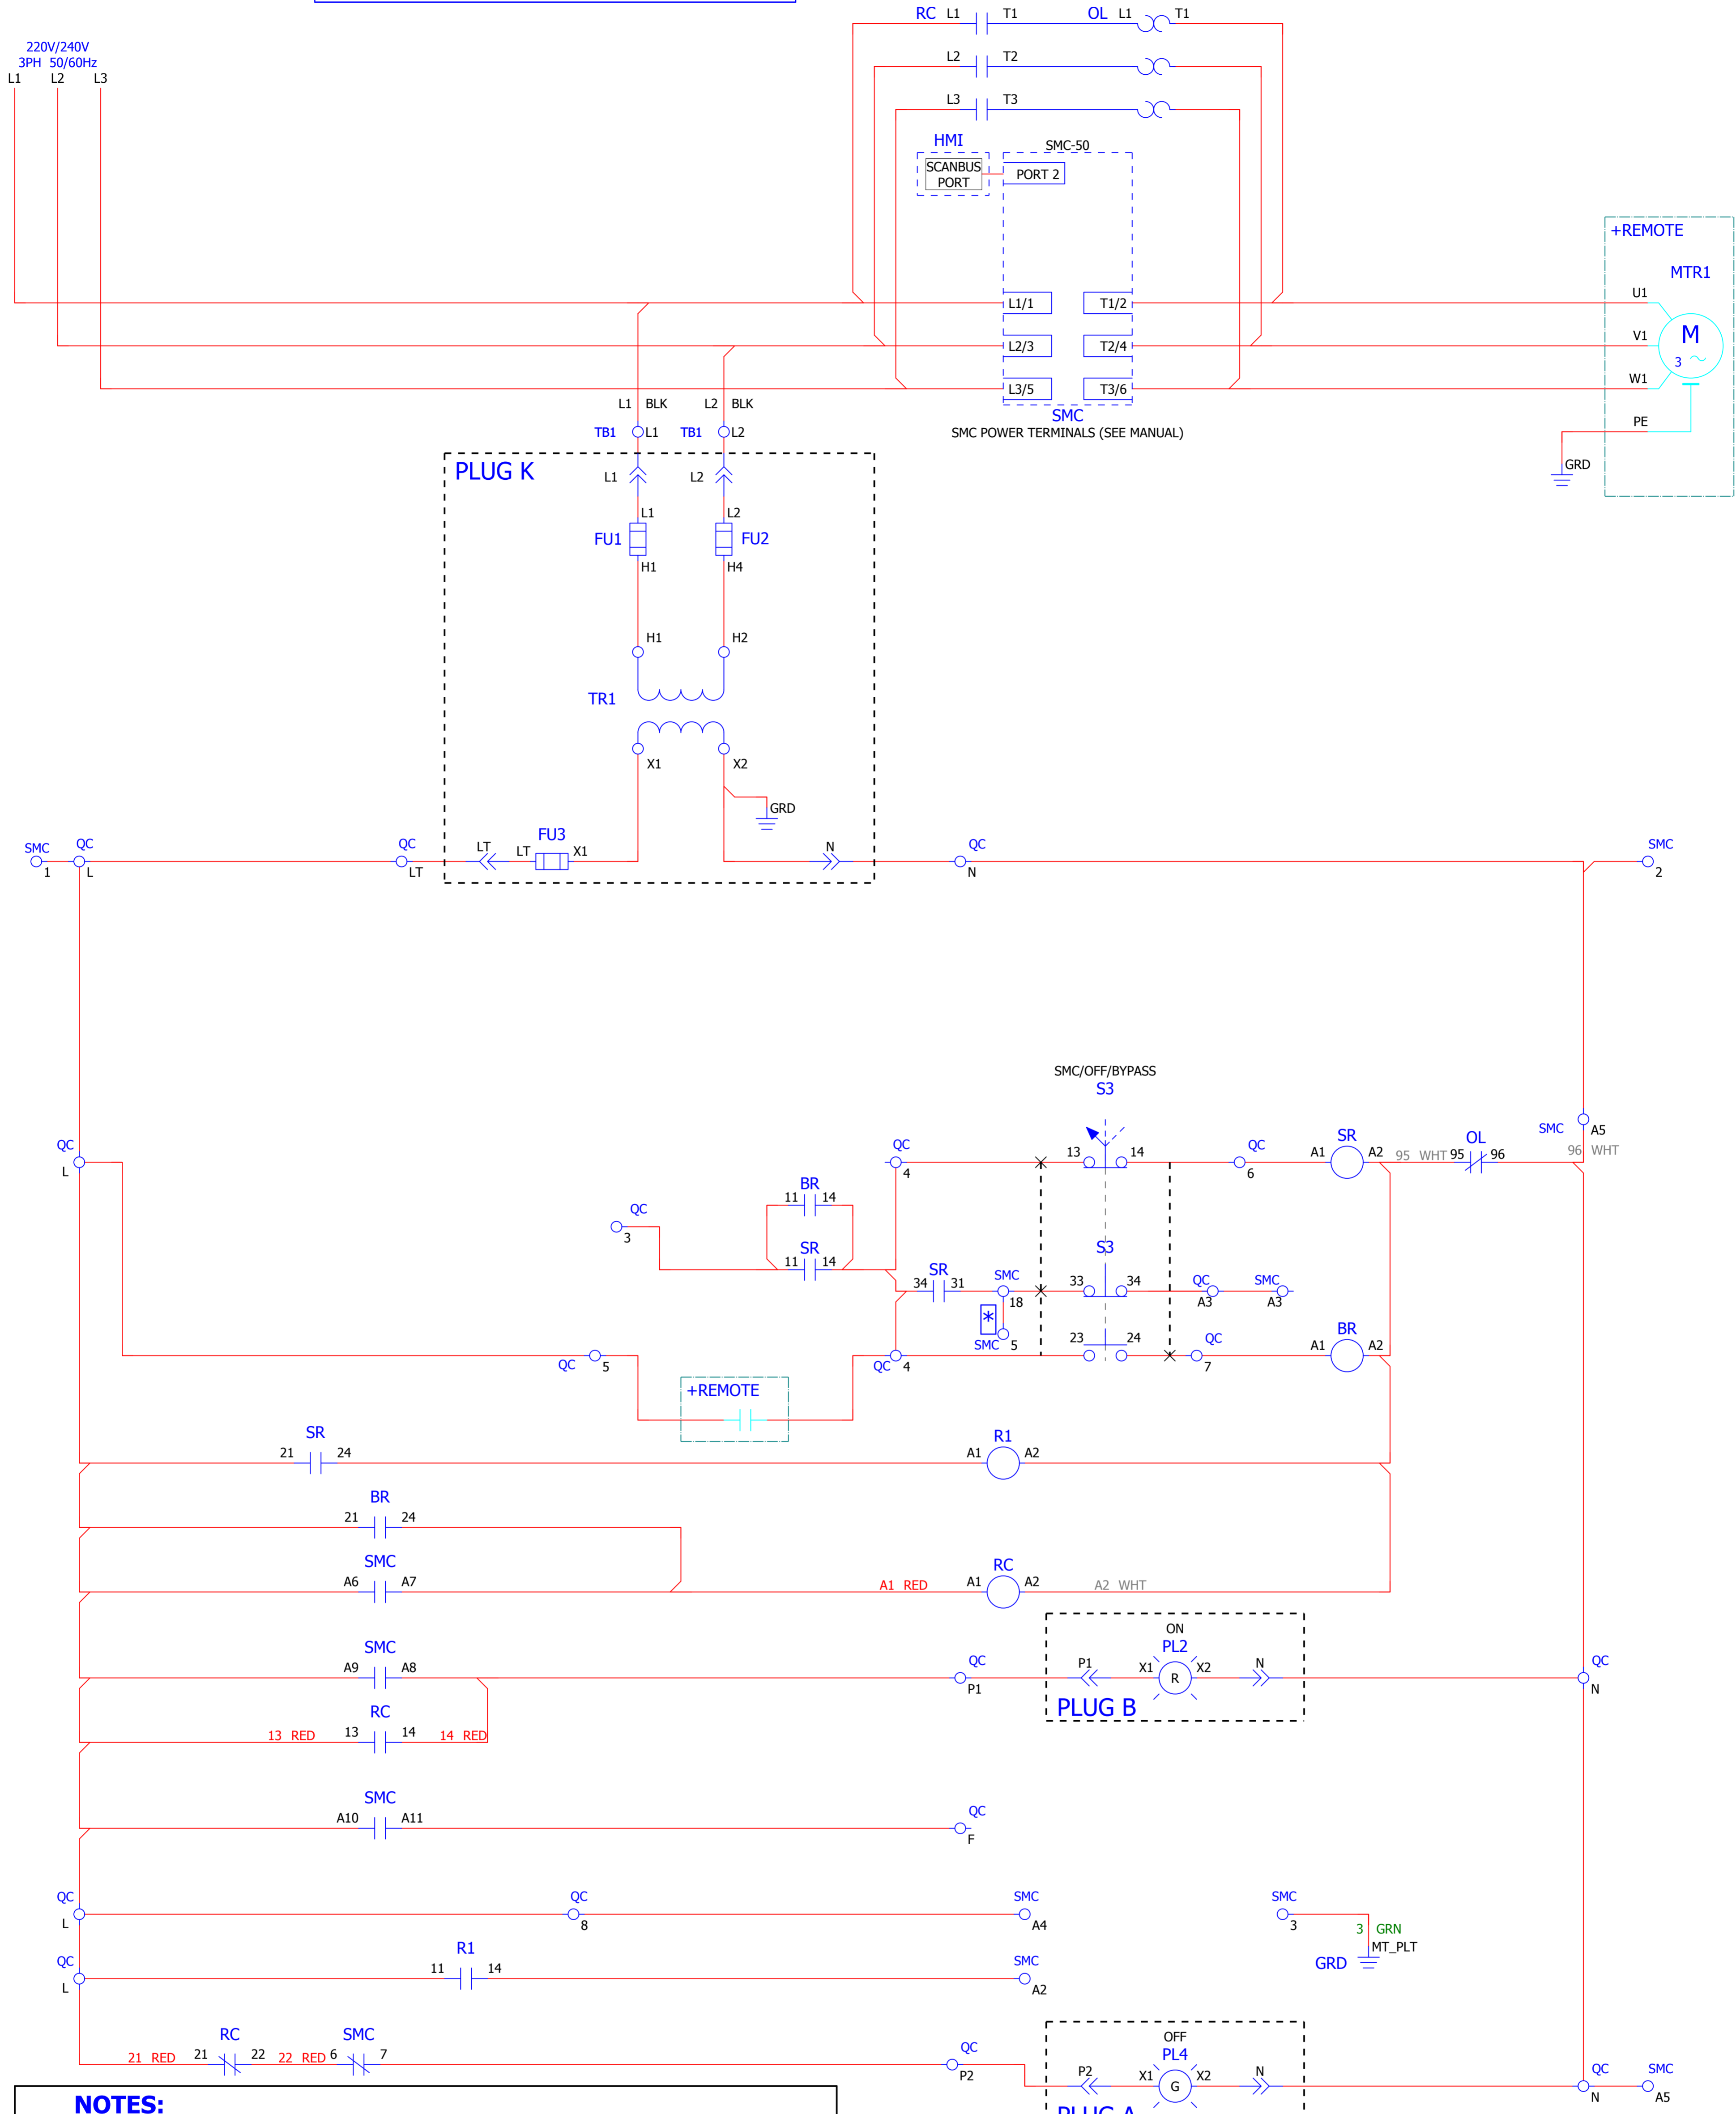 RC L1 T1 OL L1 T1
220V/240V
3PH 50/60Hz
L1 L2 L3
L2 T2
L3 T3
HMI
SMC-50
SCANBUS
PORT
PORT 2
+REMOTE
MTR1
L1/1 T1/2 U1
L2/3 T2/4 V1
M
3
L3/5 T3/6 W1
L1 BLK L2 BLK
SMC
SMC POWER TERMINALS (SEE MANUAL)
PE
GRD
TB1 L1 TB1 L2
PLUG K
L1 L2
L1 L2
FU1 FU2
H1 H4
H1 H2
TR1
X1 X2
GRD
SMC QC QC FU3 QC SMC
LT LT X1 N
1 L LT N 2
SMC/OFF/BYPASS
S3
SMC A5
QC QC 13 14 QC SR OL
A1 A2 95 WHT 95 96 96 WHT
L 4 6
BR
11 14
QC
3
SR
11 14
S3
SR
34 31
SMC 33 34 QC SMC
18 A3 A3
*
SMC 5
23 24 QC BR
A1 A2
QC 5 QC 4 7
+REMOTE
SR R1
21 24 A1 A2
BR
21 24
SMC RC
A6 A7 A1 RED A1 A2 A2 WHT
ON
SMC PL2
A9 A8 QC P1 X1 R X2 N QC
P1 N
PLUG B
RC
13 RED 13 14 14 RED
SMC
A10 A11 QC
F
QC QC SMC SMC
L 8 A4 3
3 GRN
MT_PLT
GRD
QC R1 SMC
11 14
L A2
OFF
RC SMC PL4
21 RED 21 22 22 RED 6 7 QC
P2 P2 X1 G X2 N QC SMC
N A5
NOTES:
PLUG A